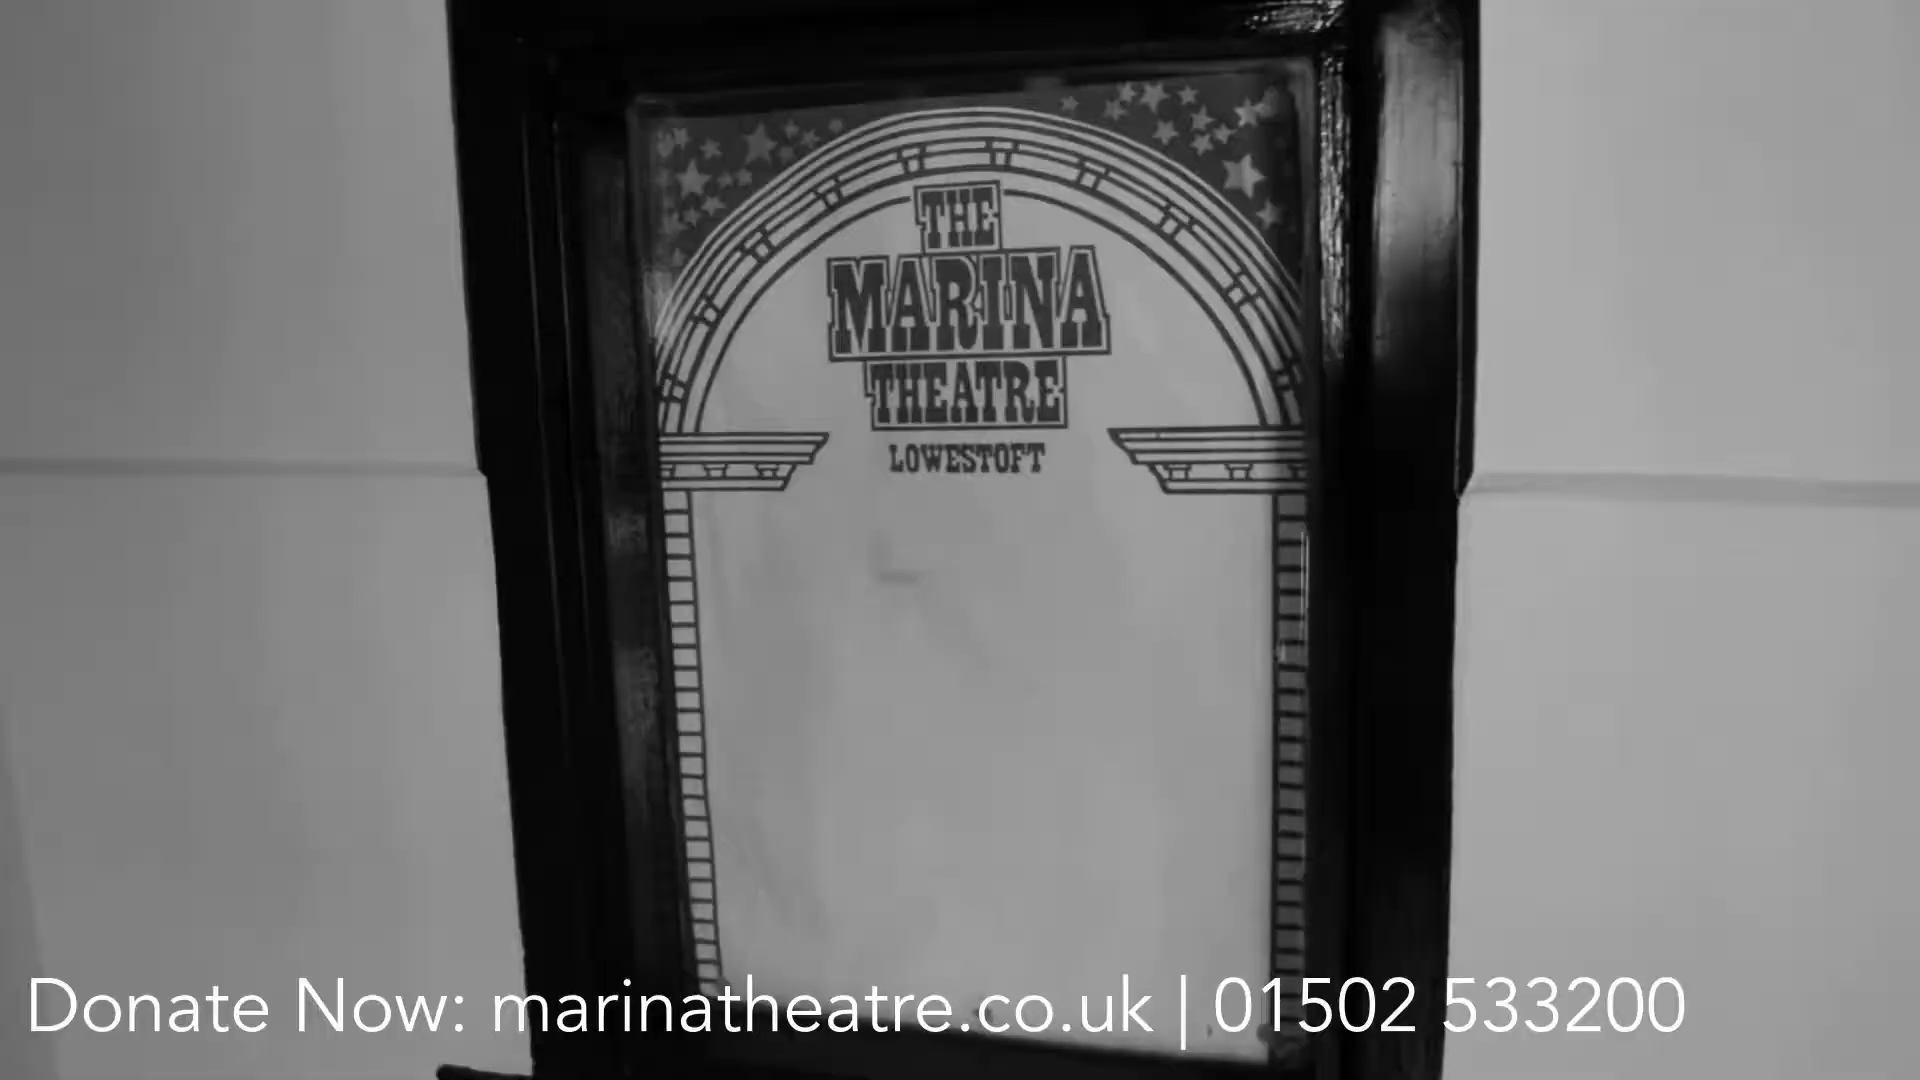 THE
MARINA
THEATRE
LOWESTOFT
Donate Now: marinatheatre.co.uk | 01502 533200